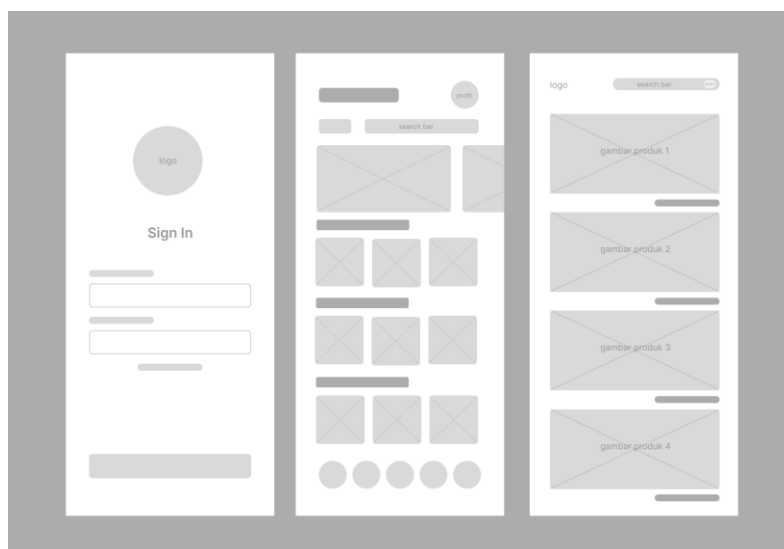 logo
Sign In
profil
search bar
logo
search bar
gambar produk 1
gambar produk 2
gambar produk 3
gambar produk 4